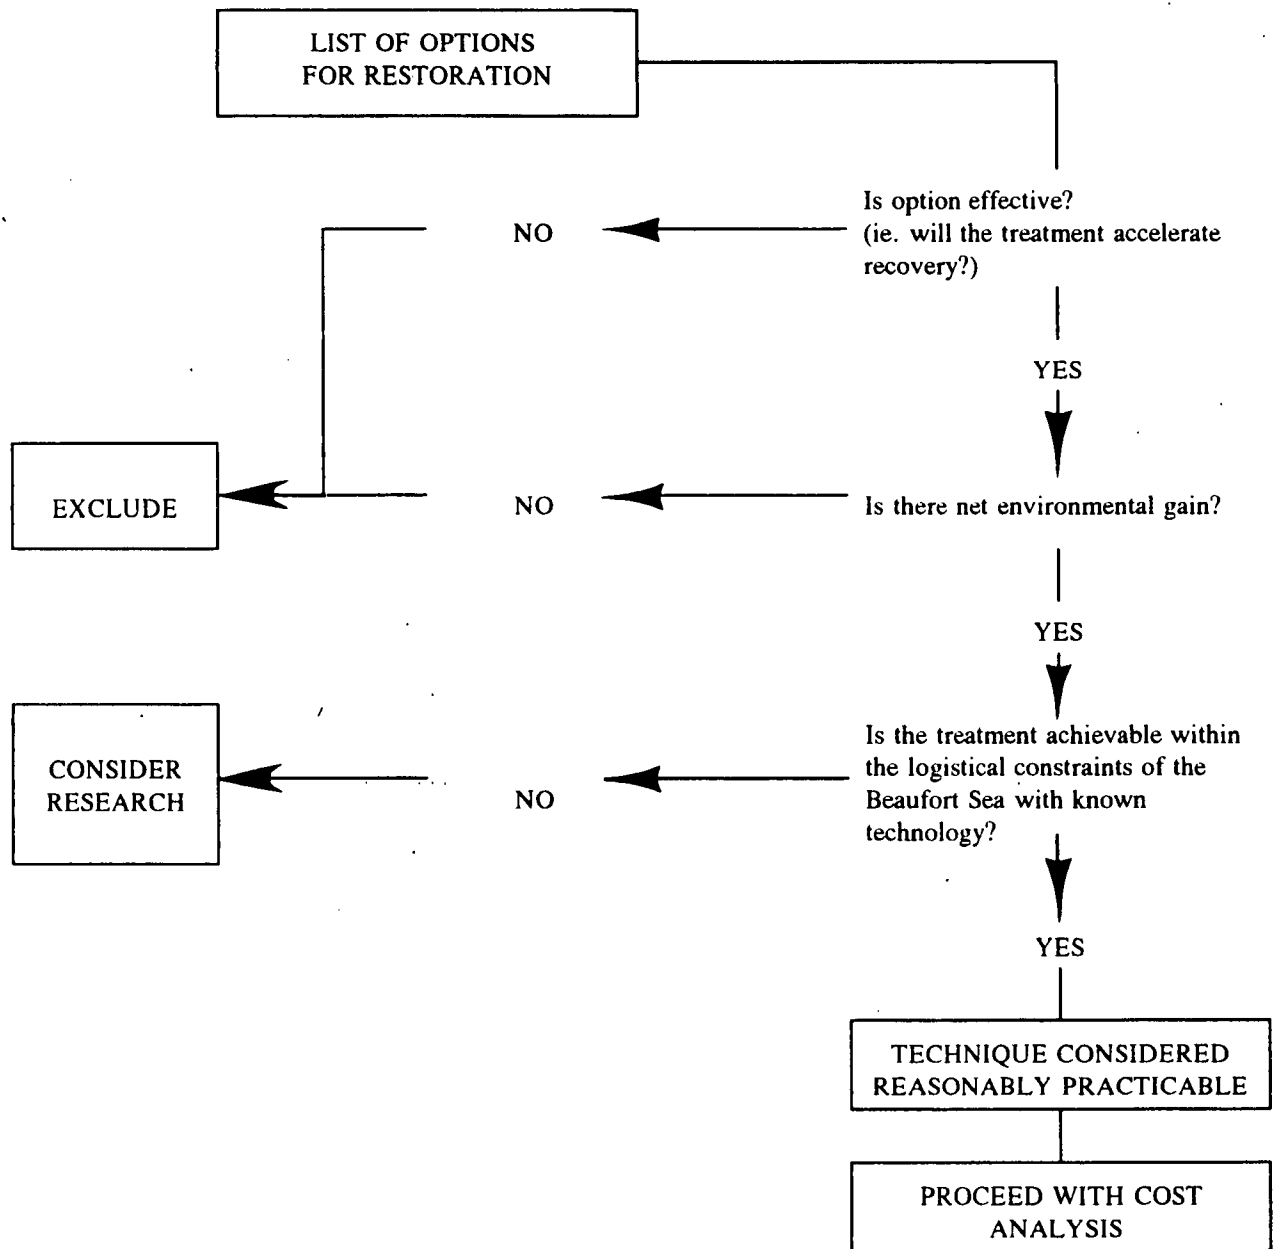 LIST OF OPTIONS
FOR RESTORATION
Is option effective?
(ie. will the treatment accelerate
recovery?)
NO
YES
EXCLUDE
NO
Is there net environmental gain?
YES
Is the treatment achievable within
the logistical constraints of the
Beaufort Sea with known
technology?
CONSIDER
RESEARCH
NO
YES
TECHNIQUE CONSIDERED
REASONABLY PRACTICABLE
PROCEED WITH COST
ANALYSIS